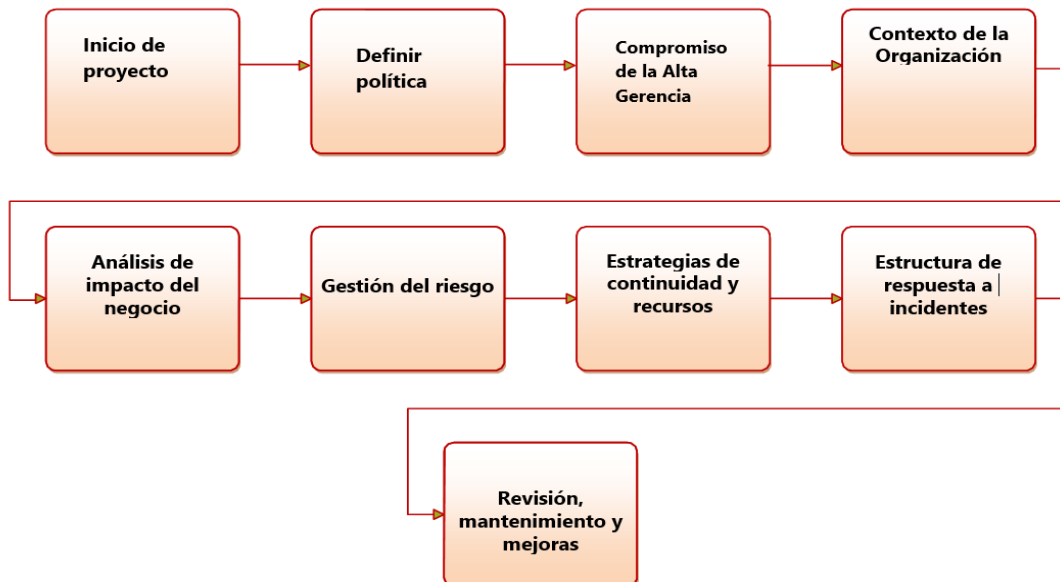 Inicio de
proyecto
Definir
política
Compromiso
de la Alta
Gerencia
Contexto de la
Organización
Análisis de
impacto del
negocio
Gestión del riesgo
Estrategias de
continuidad y
recursos
Estructura de
respuesta a
incidentes
Revisión,
mantenimiento y
mejoras